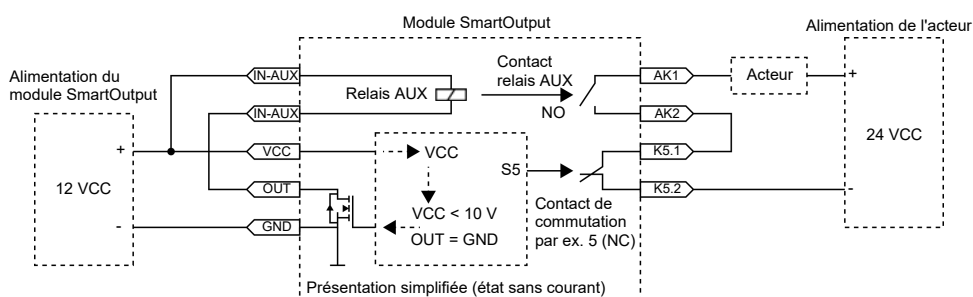 Module SmartOutput
Alimentation de l'acteur
Alimentation du
module SmartOutput
12 VCC
+
-
IN-AUX
IN-AUX
VCC
OUT
GND
Relais AUX
Contact
relais AUX
NO
VCC
VCC < 10 V
OUT = GND
S5
Contact de
commutation
par ex. 5 (NC)
AK1
AK2
K5.1
K5.2
Acteur
+
-
24 VCC
Présentation simplifiée (état sans courant)